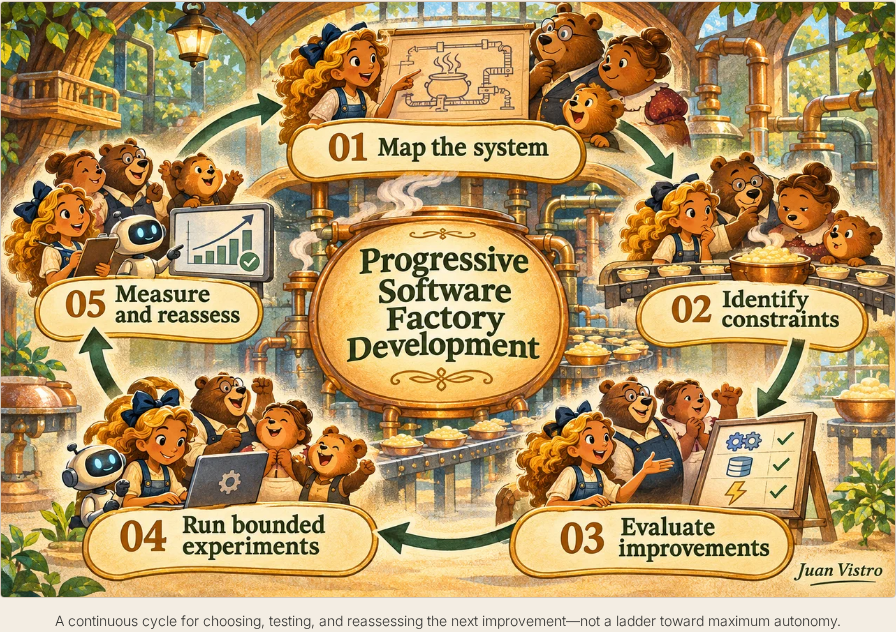 01 Map the system
Progressive
Software
Factory
Development
02 Identify
constraints
03 Evaluate
improvements
04 Run bounded
experiments
05 Measure
and reassess
Juan Vistro
A continuous cycle for choosing, testing, and reassessing the next improvement—not a ladder toward maximum autonomy.